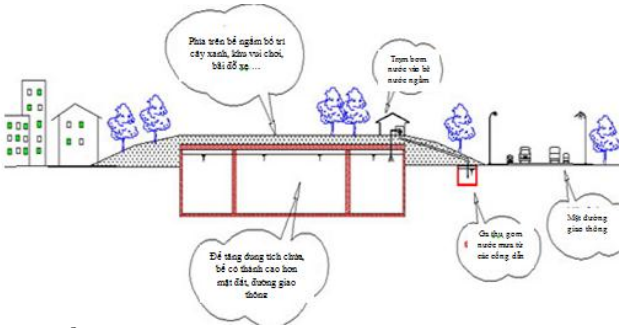 Phía trên bể ngầm bố trí
cây xanh, khu vui chơi,
bãi đỗ xe....
Trạm bơm
nước vào bể
nước ngầm
Để tăng dung tích chứa,
bể có thành cao hơn
mặt đất, đường giao
thông
Ga thu, gom
nước mưa từ
các cống dẫn
Mặt đường
giao thông